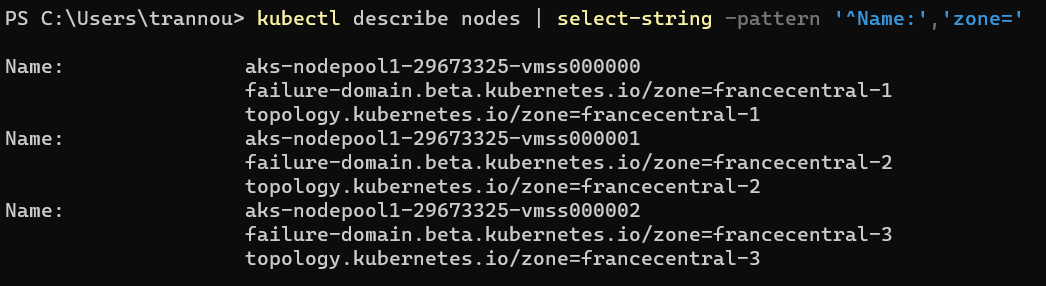 PS C:\Users\trannou> kubectl describe nodes | select-string -pattern '^Name:','zone='
Name: aks-nodepool1-29673325-vmss000000
failure-domain.beta.kubernetes.io/zone=francecentral-1
topology.kubernetes.io/zone=francecentral-1
Name: aks-nodepool1-29673325-vmss000001
failure-domain.beta.kubernetes.io/zone=francecentral-2
topology.kubernetes.io/zone=francecentral-2
Name: aks-nodepool1-29673325-vmss000002
failure-domain.beta.kubernetes.io/zone=francecentral-3
topology.kubernetes.io/zone=francecentral-3